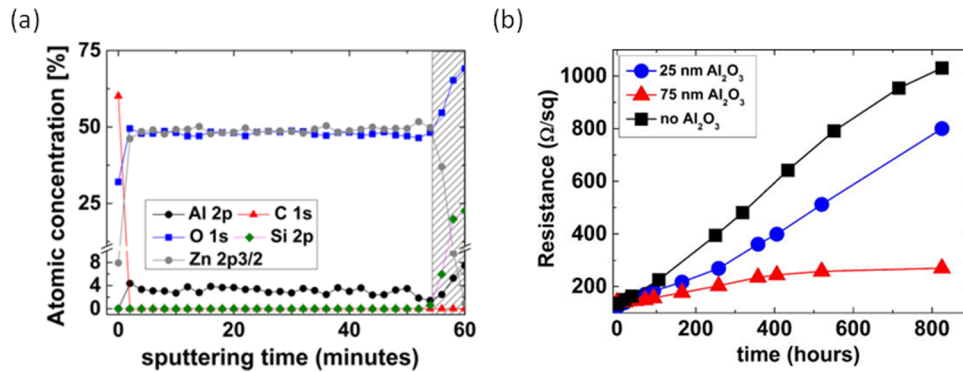 (a)
Atomic concentration [%]
75
50
25
8
4
0
Al 2p
C 1s
O 1s
Si 2p
Zn 2p3/2
0
20
40
60
sputtering time (minutes)
(b)
Resistance (Ω/sq)
1000
800
600
400
200
25 nm Al₂O₃
75 nm Al₂O₃
no Al₂O₃
0
200
400
600
800
time (hours)